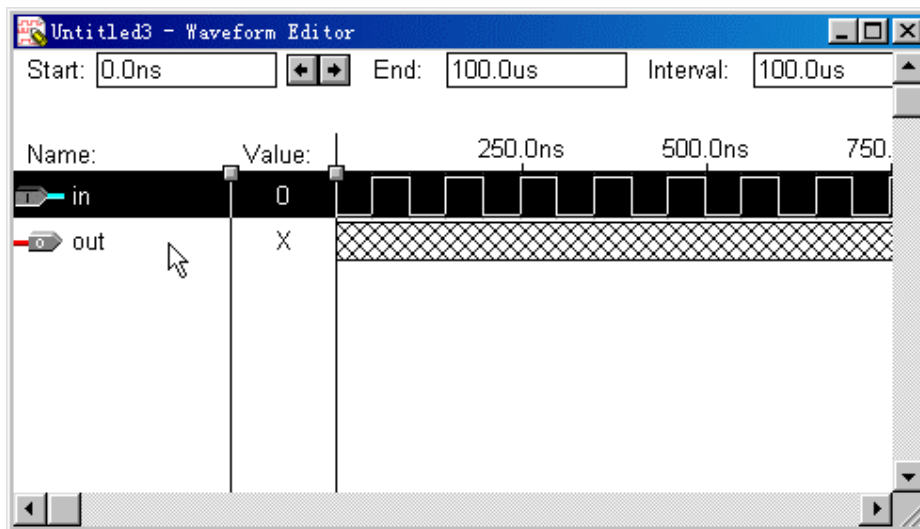 Untitled3 - Waveform Editor
Start: 0.0ns End: 100.0us Interval: 100.0us
Name: Value: 250.0ns 500.0ns 750.
I in 0
O out X